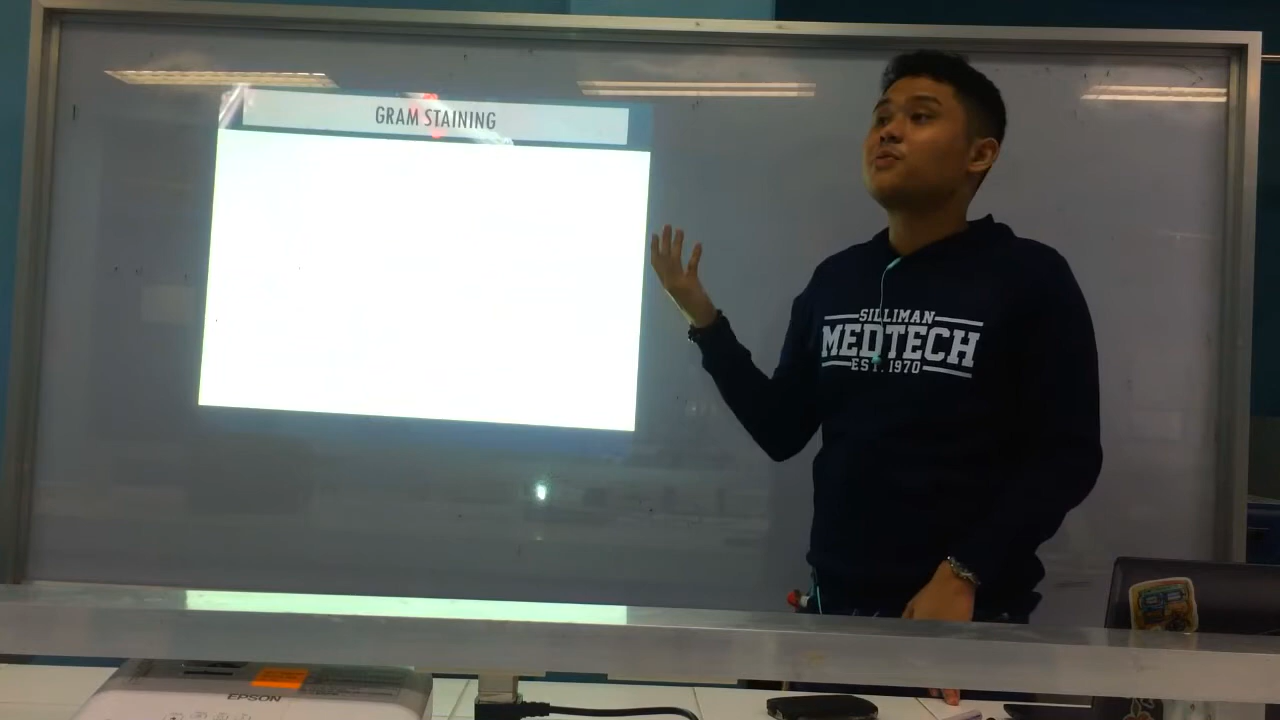 GRAM STAINING
SILLIMAN
MEDTECH
EST. 1970
EPSON